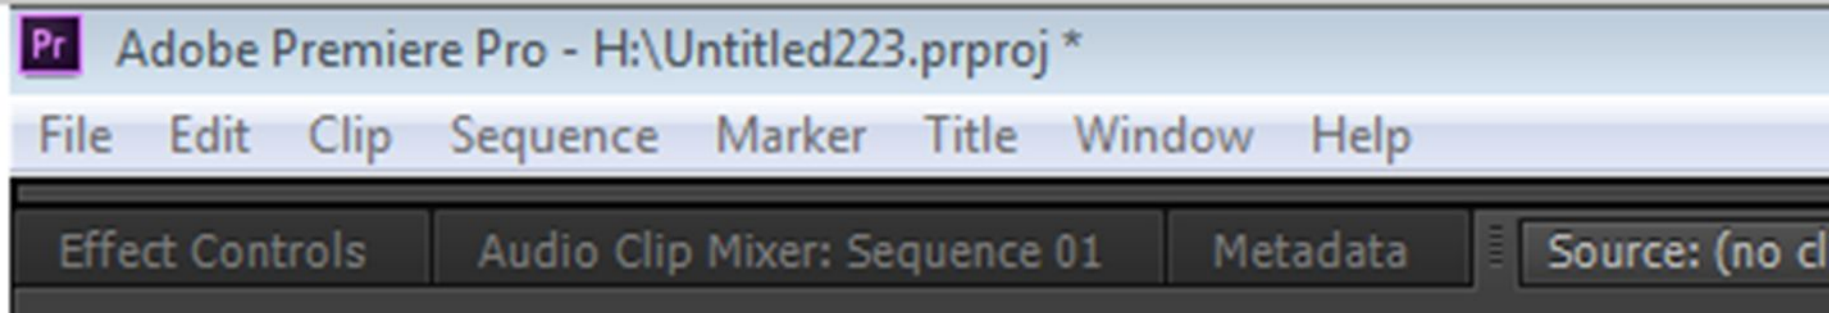 Pr Adobe Premiere Pro - H:\Untitled223.prproj *
File Edit Clip Sequence Marker Title Window Help
Effect Controls Audio Clip Mixer: Sequence 01 Metadata Source: (no cl